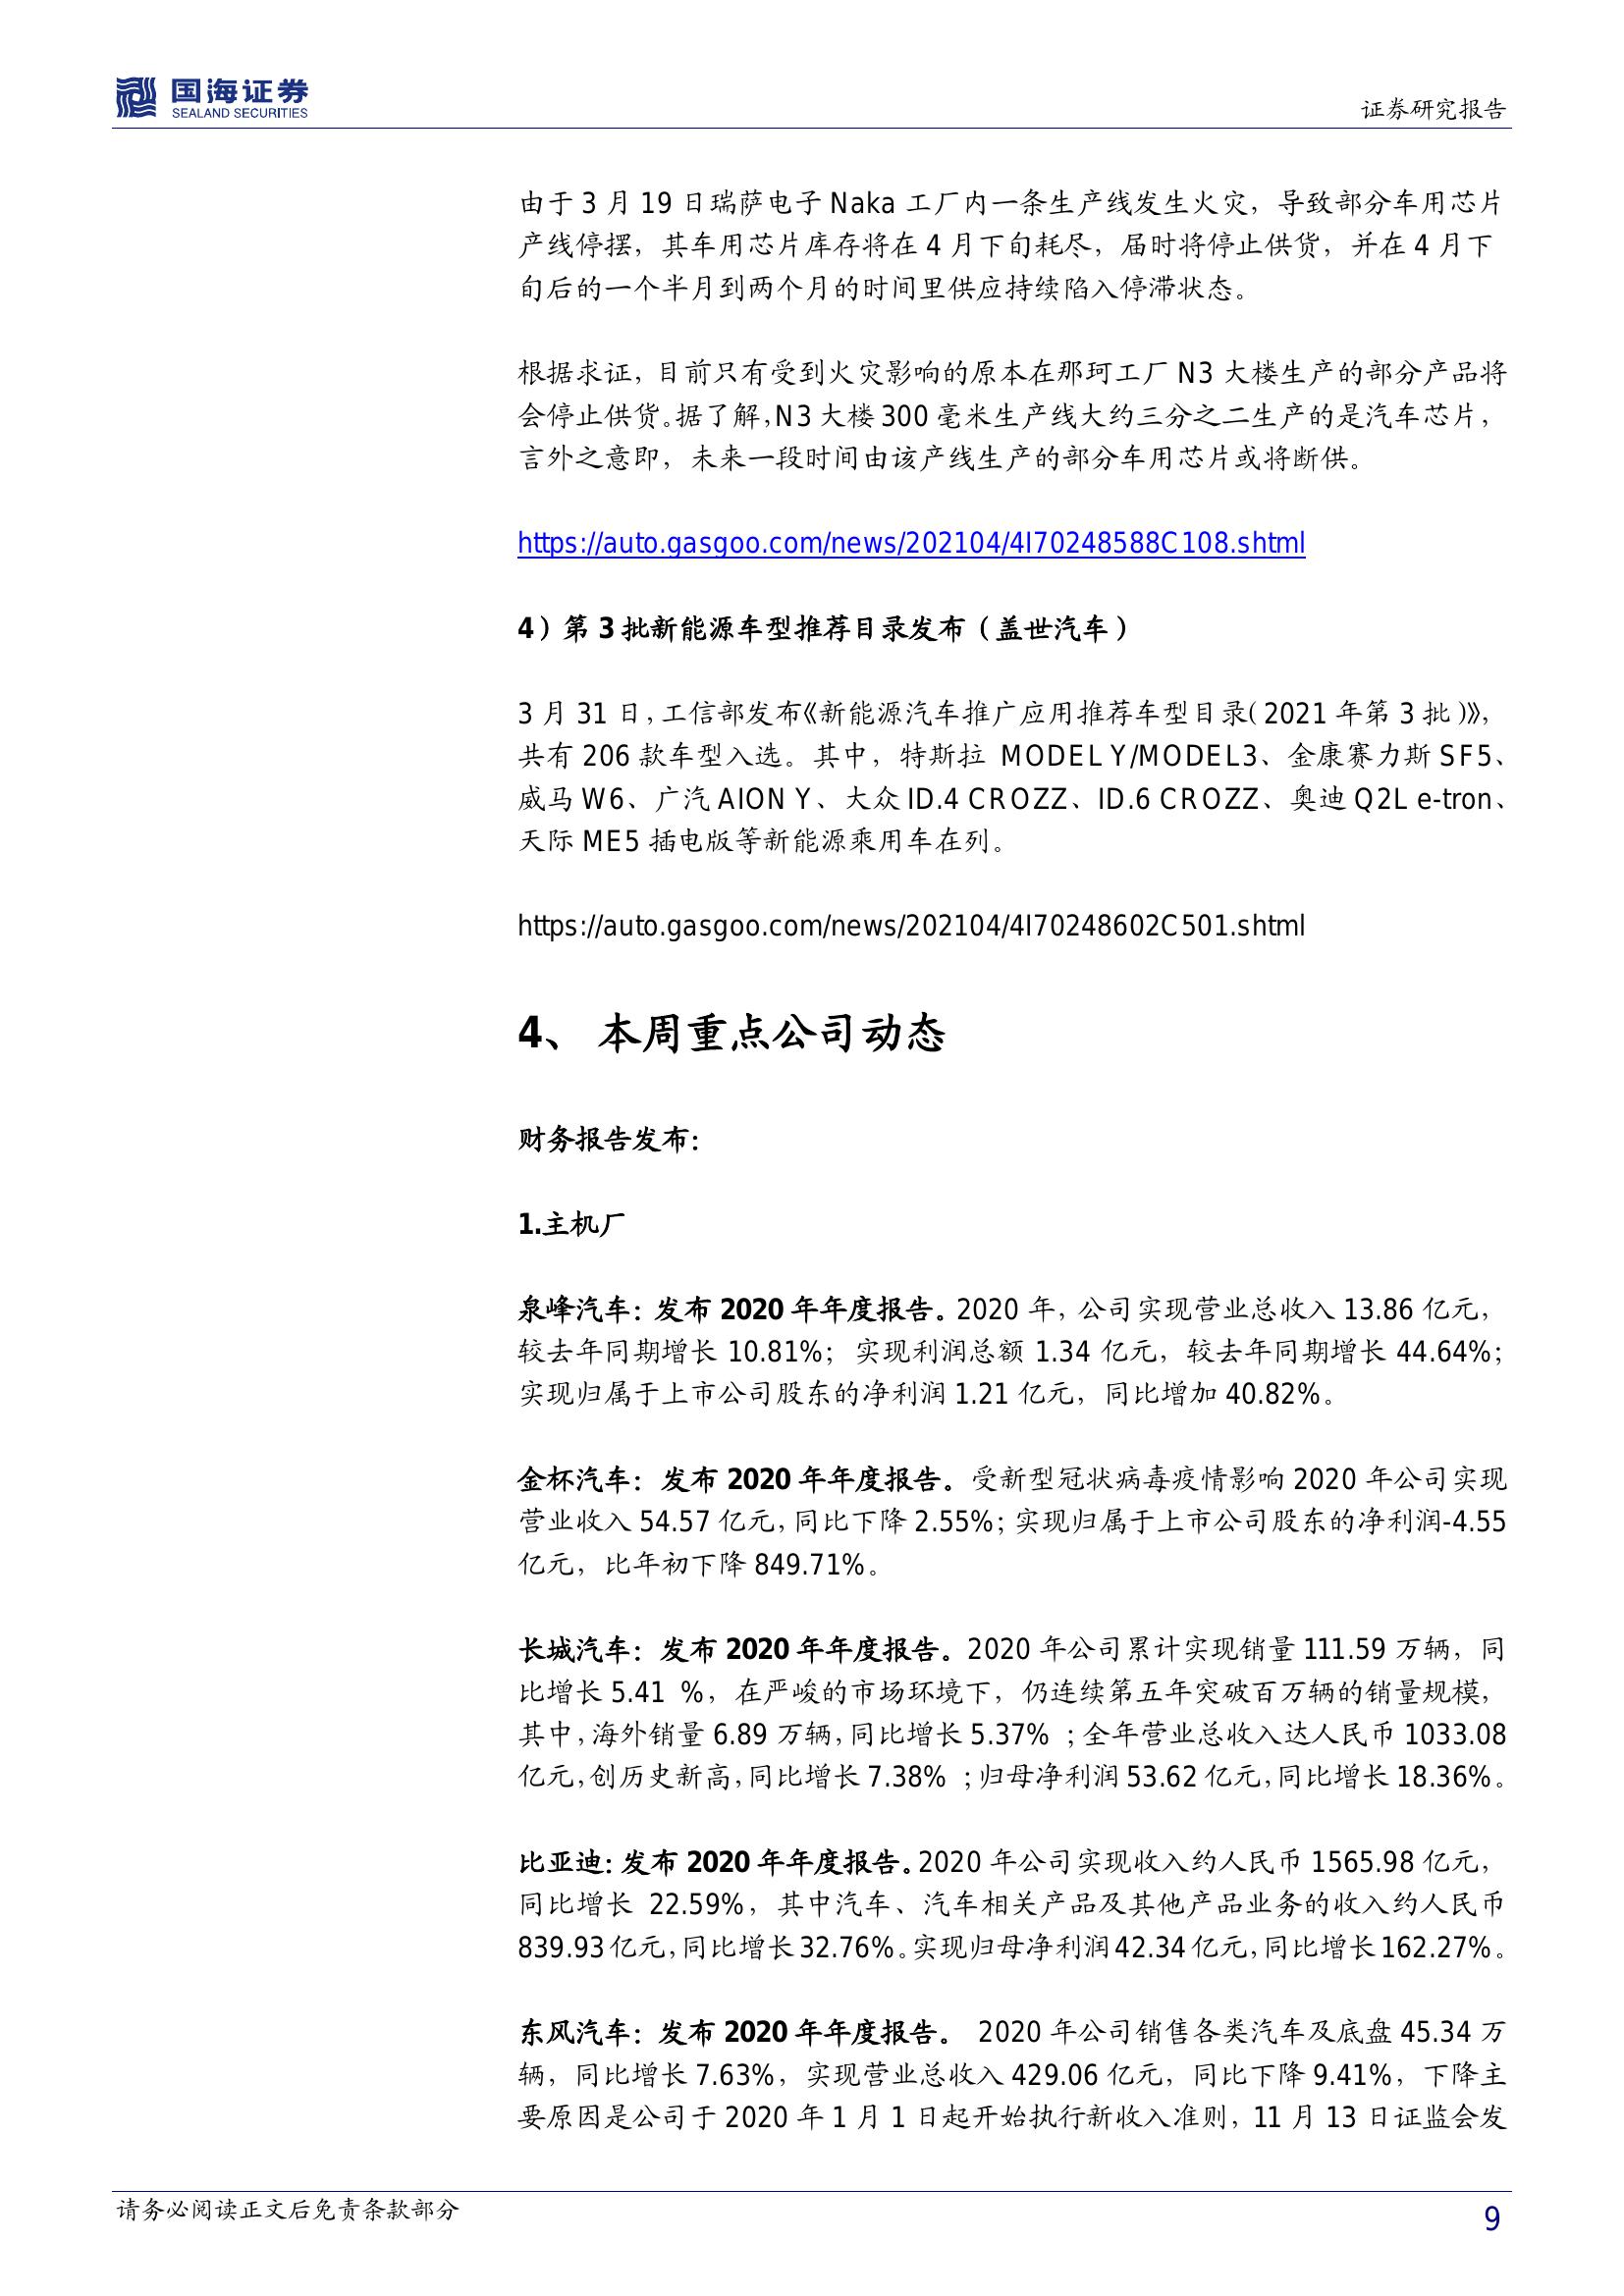 国海证券
SEALAND SECURITIES
证券研究报告
由于 3 月 19 日瑞萨电子 Naka 工厂内一条生产线发生火灾，导致部分车用芯片
产线停摆，其车用芯片库存将在 4 月下旬耗尽，届时将停止供货，并在 4 月下
旬后的一个半月到两个月的时间里供应持续陷入停滞状态。
根据求证，目前只有受到火灾影响的原本在那珂工厂 N3 大楼生产的部分产品将
会停止供货。据了解，N3 大楼 300 毫米生产线大约三分之二生产的是汽车芯片，
言外之意即，未来一段时间由该产线生产的部分车用芯片或将断供。
https://auto.gasgoo.com/news/202104/4I70248588C108.shtml
4）第 3 批新能源车型推荐目录发布（盖世汽车）
3 月 31 日，工信部发布《新能源汽车推广应用推荐车型目录（2021 年第 3 批）》，
共有 206 款车型入选。其中，特斯拉 MODEL Y/MODEL3、金康赛力斯 SF5、
威马 W6、广汽 AION Y、大众 ID.4 CROZZ、ID.6 CROZZ、奥迪 Q2L e-tron、
天际 ME5 插电版等新能源乘用车在列。
https://auto.gasgoo.com/news/202104/4I70248602C501.shtml
4、 本周重点公司动态
财务报告发布：
1.主机厂
泉峰汽车：发布 2020 年年度报告。2020 年，公司实现营业总收入 13.86 亿元，
较去年同期增长 10.81%；实现利润总额 1.34 亿元，较去年同期增长 44.64%；
实现归属于上市公司股东的净利润 1.21 亿元，同比增加 40.82%。
金杯汽车：发布 2020 年年度报告。受新型冠状病毒疫情影响 2020 年公司实现
营业收入 54.57 亿元，同比下降 2.55%；实现归属于上市公司股东的净利润-4.55
亿元，比年初下降 849.71%。
长城汽车：发布 2020 年年度报告。2020 年公司累计实现销量 111.59 万辆，同
比增长 5.41 %，在严峻的市场环境下，仍连续第五年突破百万辆的销量规模，
其中，海外销量 6.89 万辆，同比增长 5.37% ；全年营业总收入达人民币 1033.08
亿元，创历史新高，同比增长 7.38% ；归母净利润 53.62 亿元，同比增长 18.36%。
比亚迪：发布 2020 年年度报告。2020 年公司实现收入约人民币 1565.98 亿元，
同比增长 22.59%，其中汽车、汽车相关产品及其他产品业务的收入约人民币
839.93 亿元，同比增长 32.76%。实现归母净利润 42.34 亿元，同比增长 162.27%。
东风汽车：发布 2020 年年度报告。 2020 年公司销售各类汽车及底盘 45.34 万
辆，同比增长 7.63%，实现营业总收入 429.06 亿元，同比下降 9.41%，下降主
要原因是公司于 2020 年 1 月 1 日起开始执行新收入准则，11 月 13 日证监会发
请务必阅读正文后免责条款部分
9